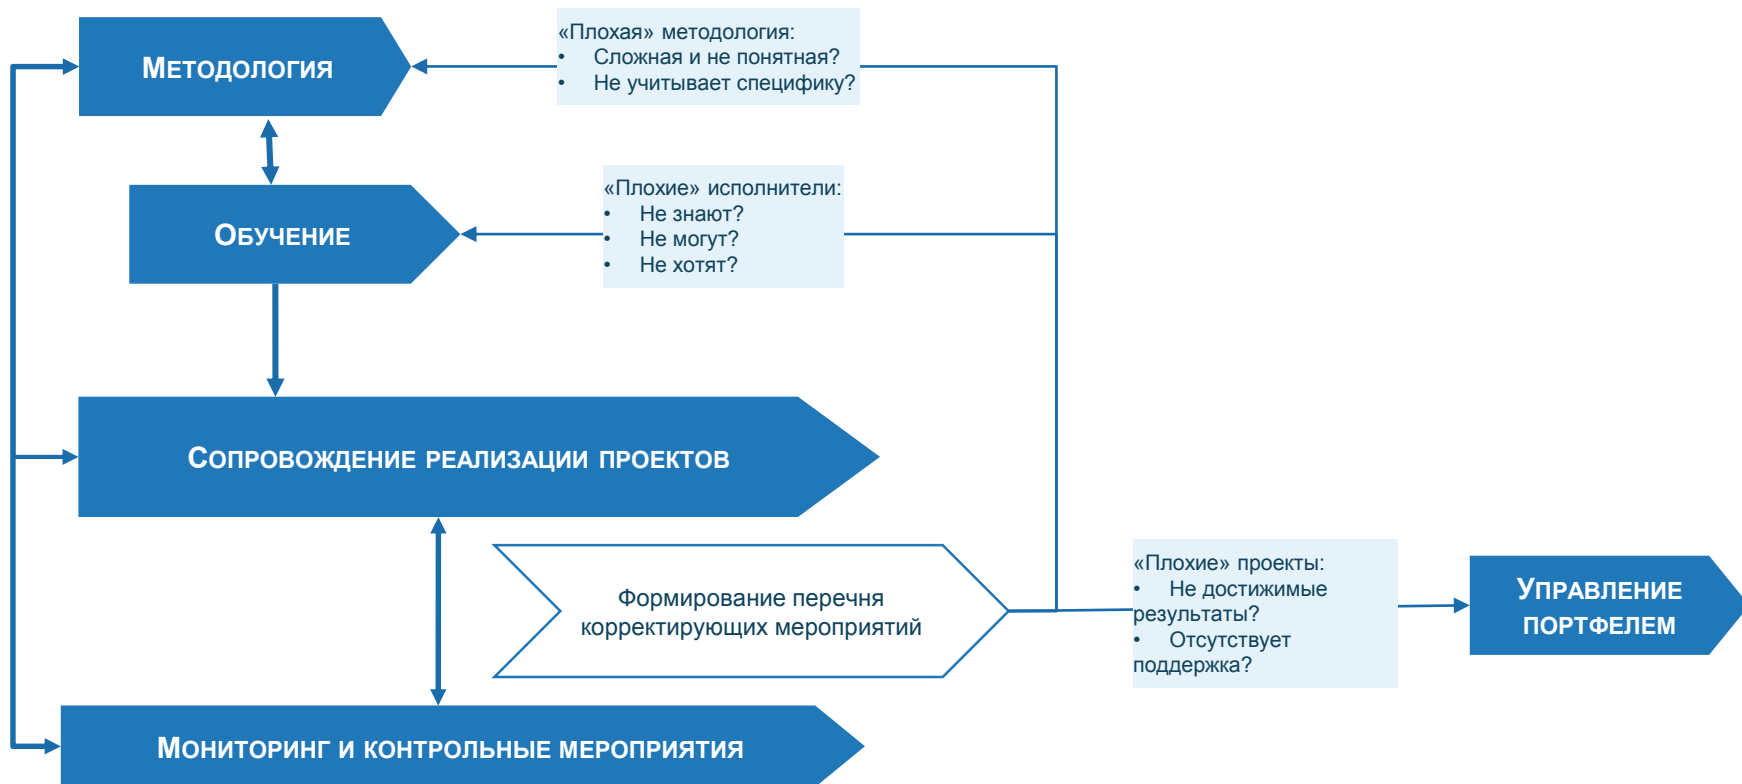 «Плохая» методология:
• Сложная и не понятная?
• Не учитывает специфику?
МЕТОДОЛОГИЯ
«Плохие» исполнители:
• Не знают?
• Не могут?
• Не хотят?
ОБУЧЕНИЕ
СОПРОВОЖДЕНИЕ РЕАЛИЗАЦИИ ПРОЕКТОВ
Формирование перечня
корректирующих мероприятий
«Плохие» проекты:
• Не достижимые
результаты?
• Отсутствует
поддержка?
УПРАВЛЕНИЕ
ПОРТФЕЛЕМ
МОНИТОРИНГ И КОНТРОЛЬНЫЕ МЕРОПРИЯТИЯ